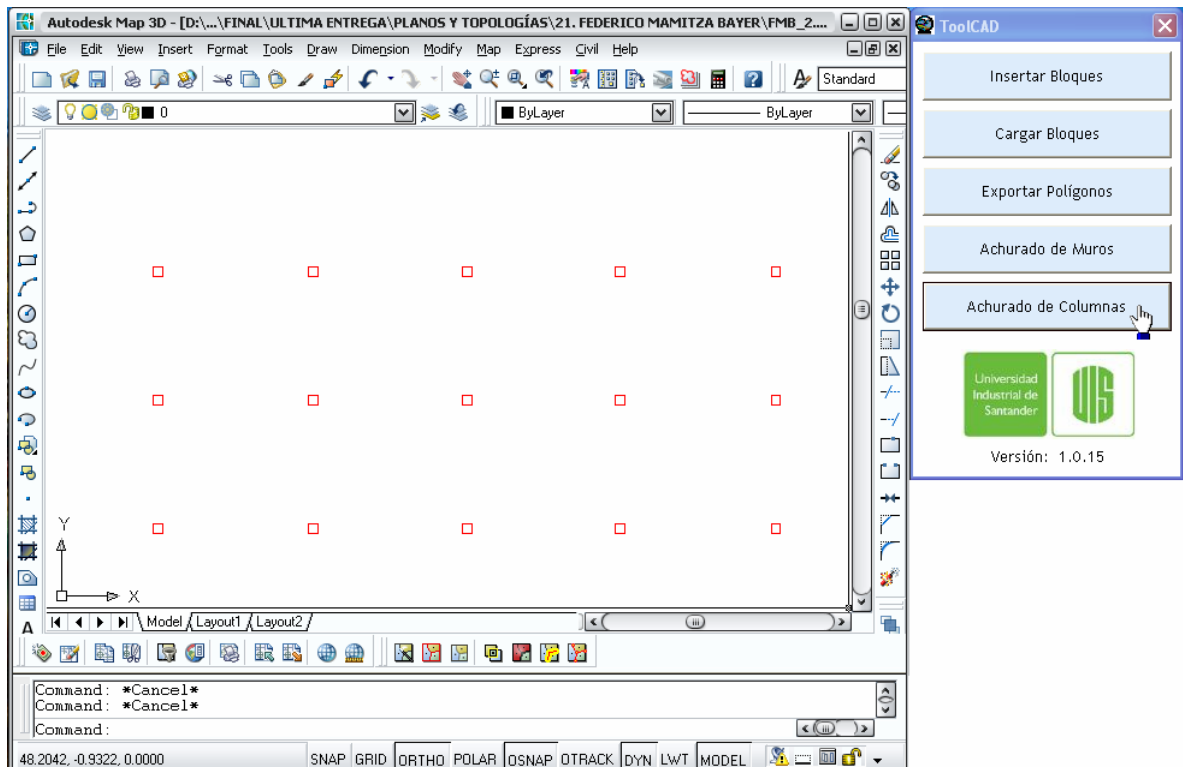 Autodesk Map 3D - [D:\...\FINAL\ULTIMA ENTREGA\PLANOS Y TOPOLOGÍAS\21. FEDERICO MAMITZA BAYER\FMB_2....
File Edit View Insert Format Tools Draw Dimension Modify Map Express Civil Help
Standard
0 ByLayer ByLayer
Y
X
Model Layout1 Layout2
Command: *Cancel*
Command: *Cancel*
Command:
48.2042, -0.9322, 0.0000 SNAP GRID ORTHO POLAR OSNAP OTRACK DYN LWT MODEL
ToolCAD
Insertar Bloques
Cargar Bloques
Exportar Polígonos
Achurado de Muros
Achurado de Columnas
Universidad
Industrial de
Santander
UIS
Versión: 1.0.15